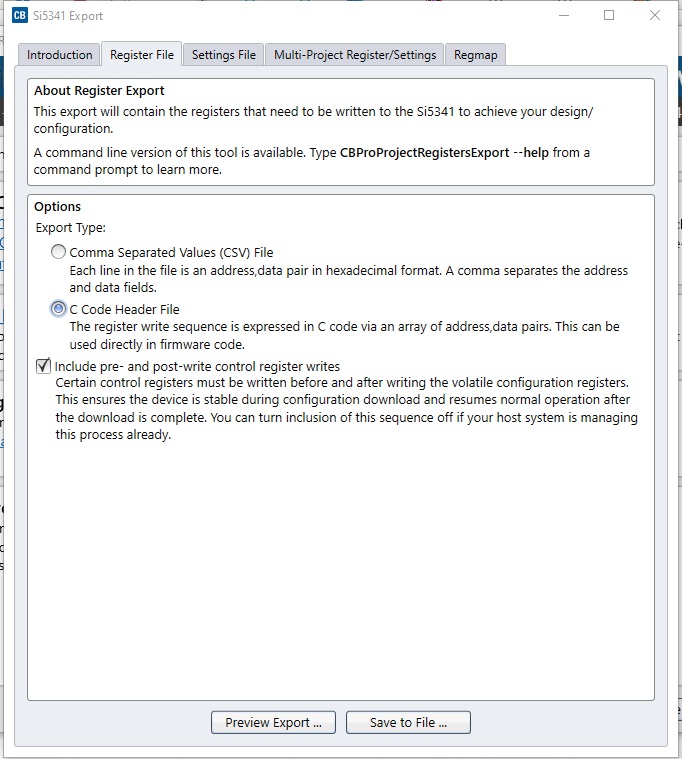 CB Si5341 Export
Introduction Register File Settings File Multi-Project Register/Settings Regmap
About Register Export
This export will contain the registers that need to be written to the Si5341 to achieve your design/
configuration.
A command line version of this tool is available. Type CBProProjectRegistersExport --help from a
command prompt to learn more.
Options
Export Type:
Comma Separated Values (CSV) File
Each line in the file is an address,data pair in hexadecimal format. A comma separates the address
and data fields.
C Code Header File
The register write sequence is expressed in C code via an array of address,data pairs. This can be
used directly in firmware code.
Include pre- and post-write control register writes
Certain control registers must be written before and after writing the volatile configuration registers.
This ensures the device is stable during configuration download and resumes normal operation after
the download is complete. You can turn inclusion of this sequence off if your host system is managing
this process already.
Preview Export ... Save to File ...